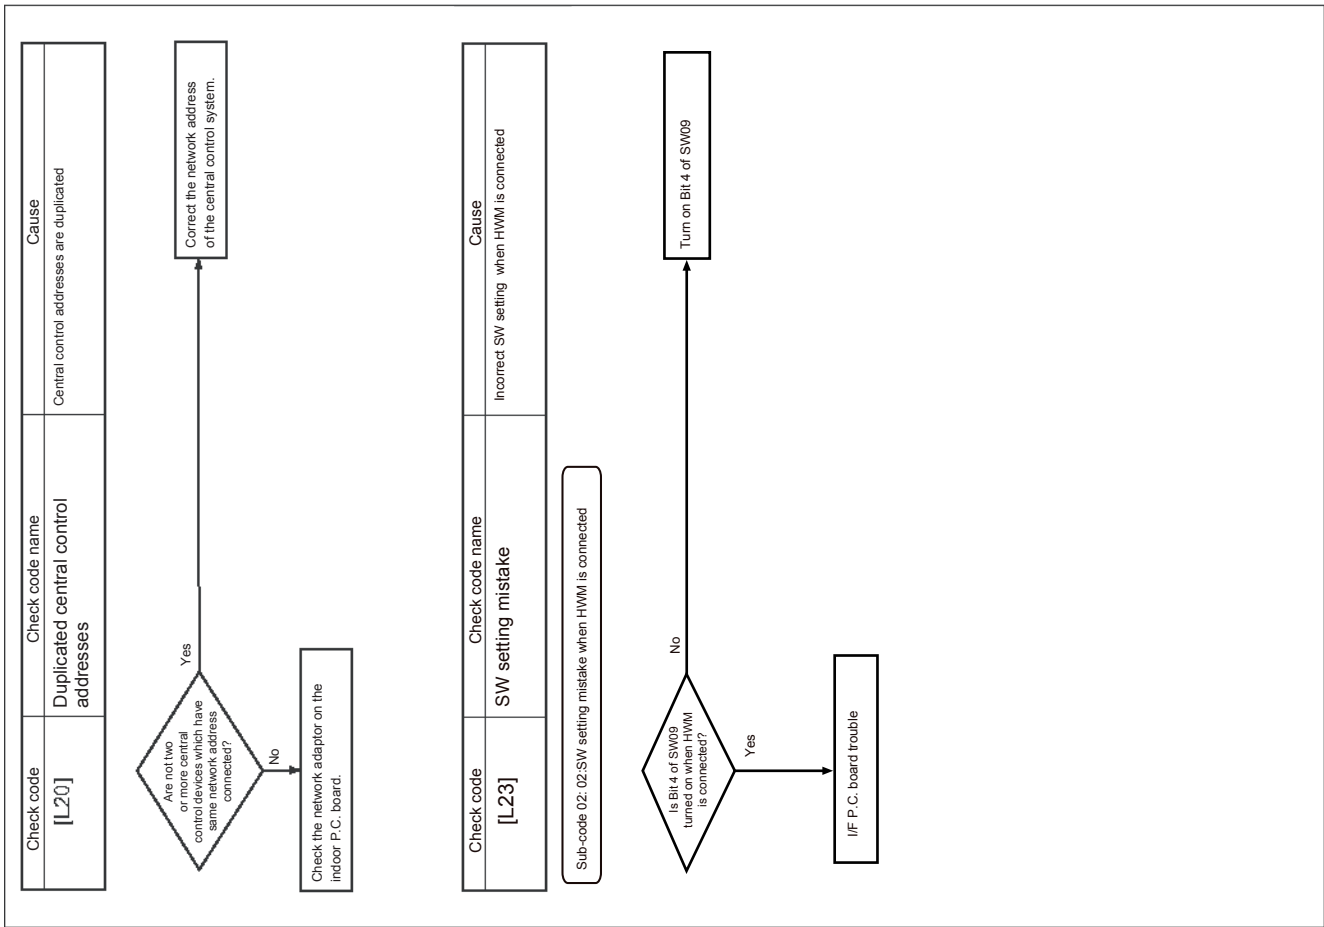 Check code
Check code name
Cause
[L20]
Duplicated central control
addresses
Central control addresses are duplicated
Are not two
or more central
control devices which have
same network address
connected?
Yes
Correct the network address
of the central control system.
No
Check the network adaptor on the
indoor P.C. board.
Check code
Check code name
Cause
[L23]
SW setting mistake
Incorrect SW setting when HWM is connected
Sub-code 02: 02:SW setting mistake when HWM is connected
Is Bit 4 of SW09
turned on when HWM
is connected?
No
Turn on Bit 4 of SW09
Yes
I/F P.C. board trouble